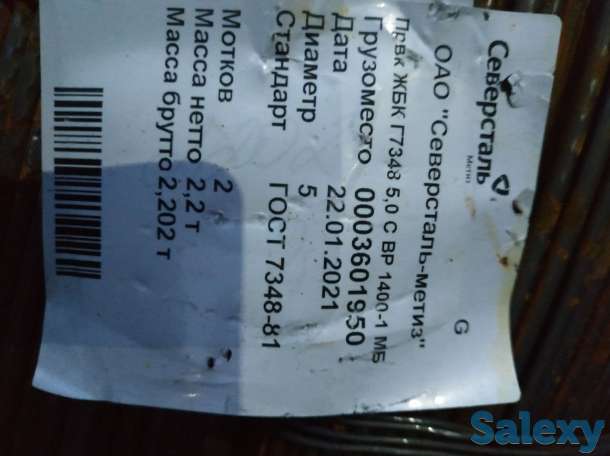 Северсталь
Метиз
ОАО "Северсталь-метиз"
G
Првк ЖБК Г7348 5,0 С ВР 1400-1 МБ
Грузоместо 0003601950
Дата 22.01.2021
Диаметр 5
Стандарт ГОСТ 7348-81
Мотков 2
Масса нетто 2,2 т
Масса брутто 2,202 т
Salexy